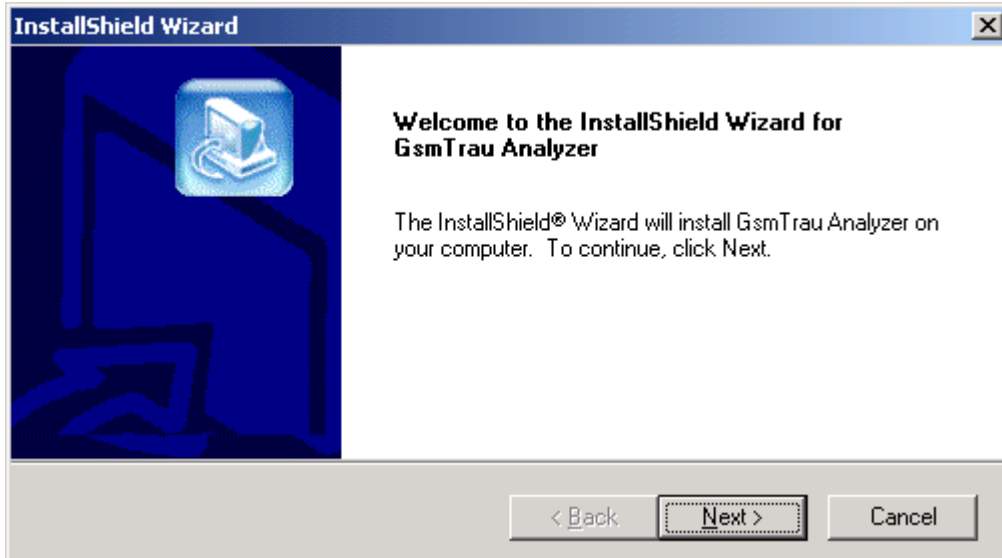 InstallShield Wizard
Welcome to the InstallShield Wizard for
GsmTrau Analyzer
The InstallShield® Wizard will install GsmTrau Analyzer on
your computer.  To continue, click Next.
< Back  Next >  Cancel